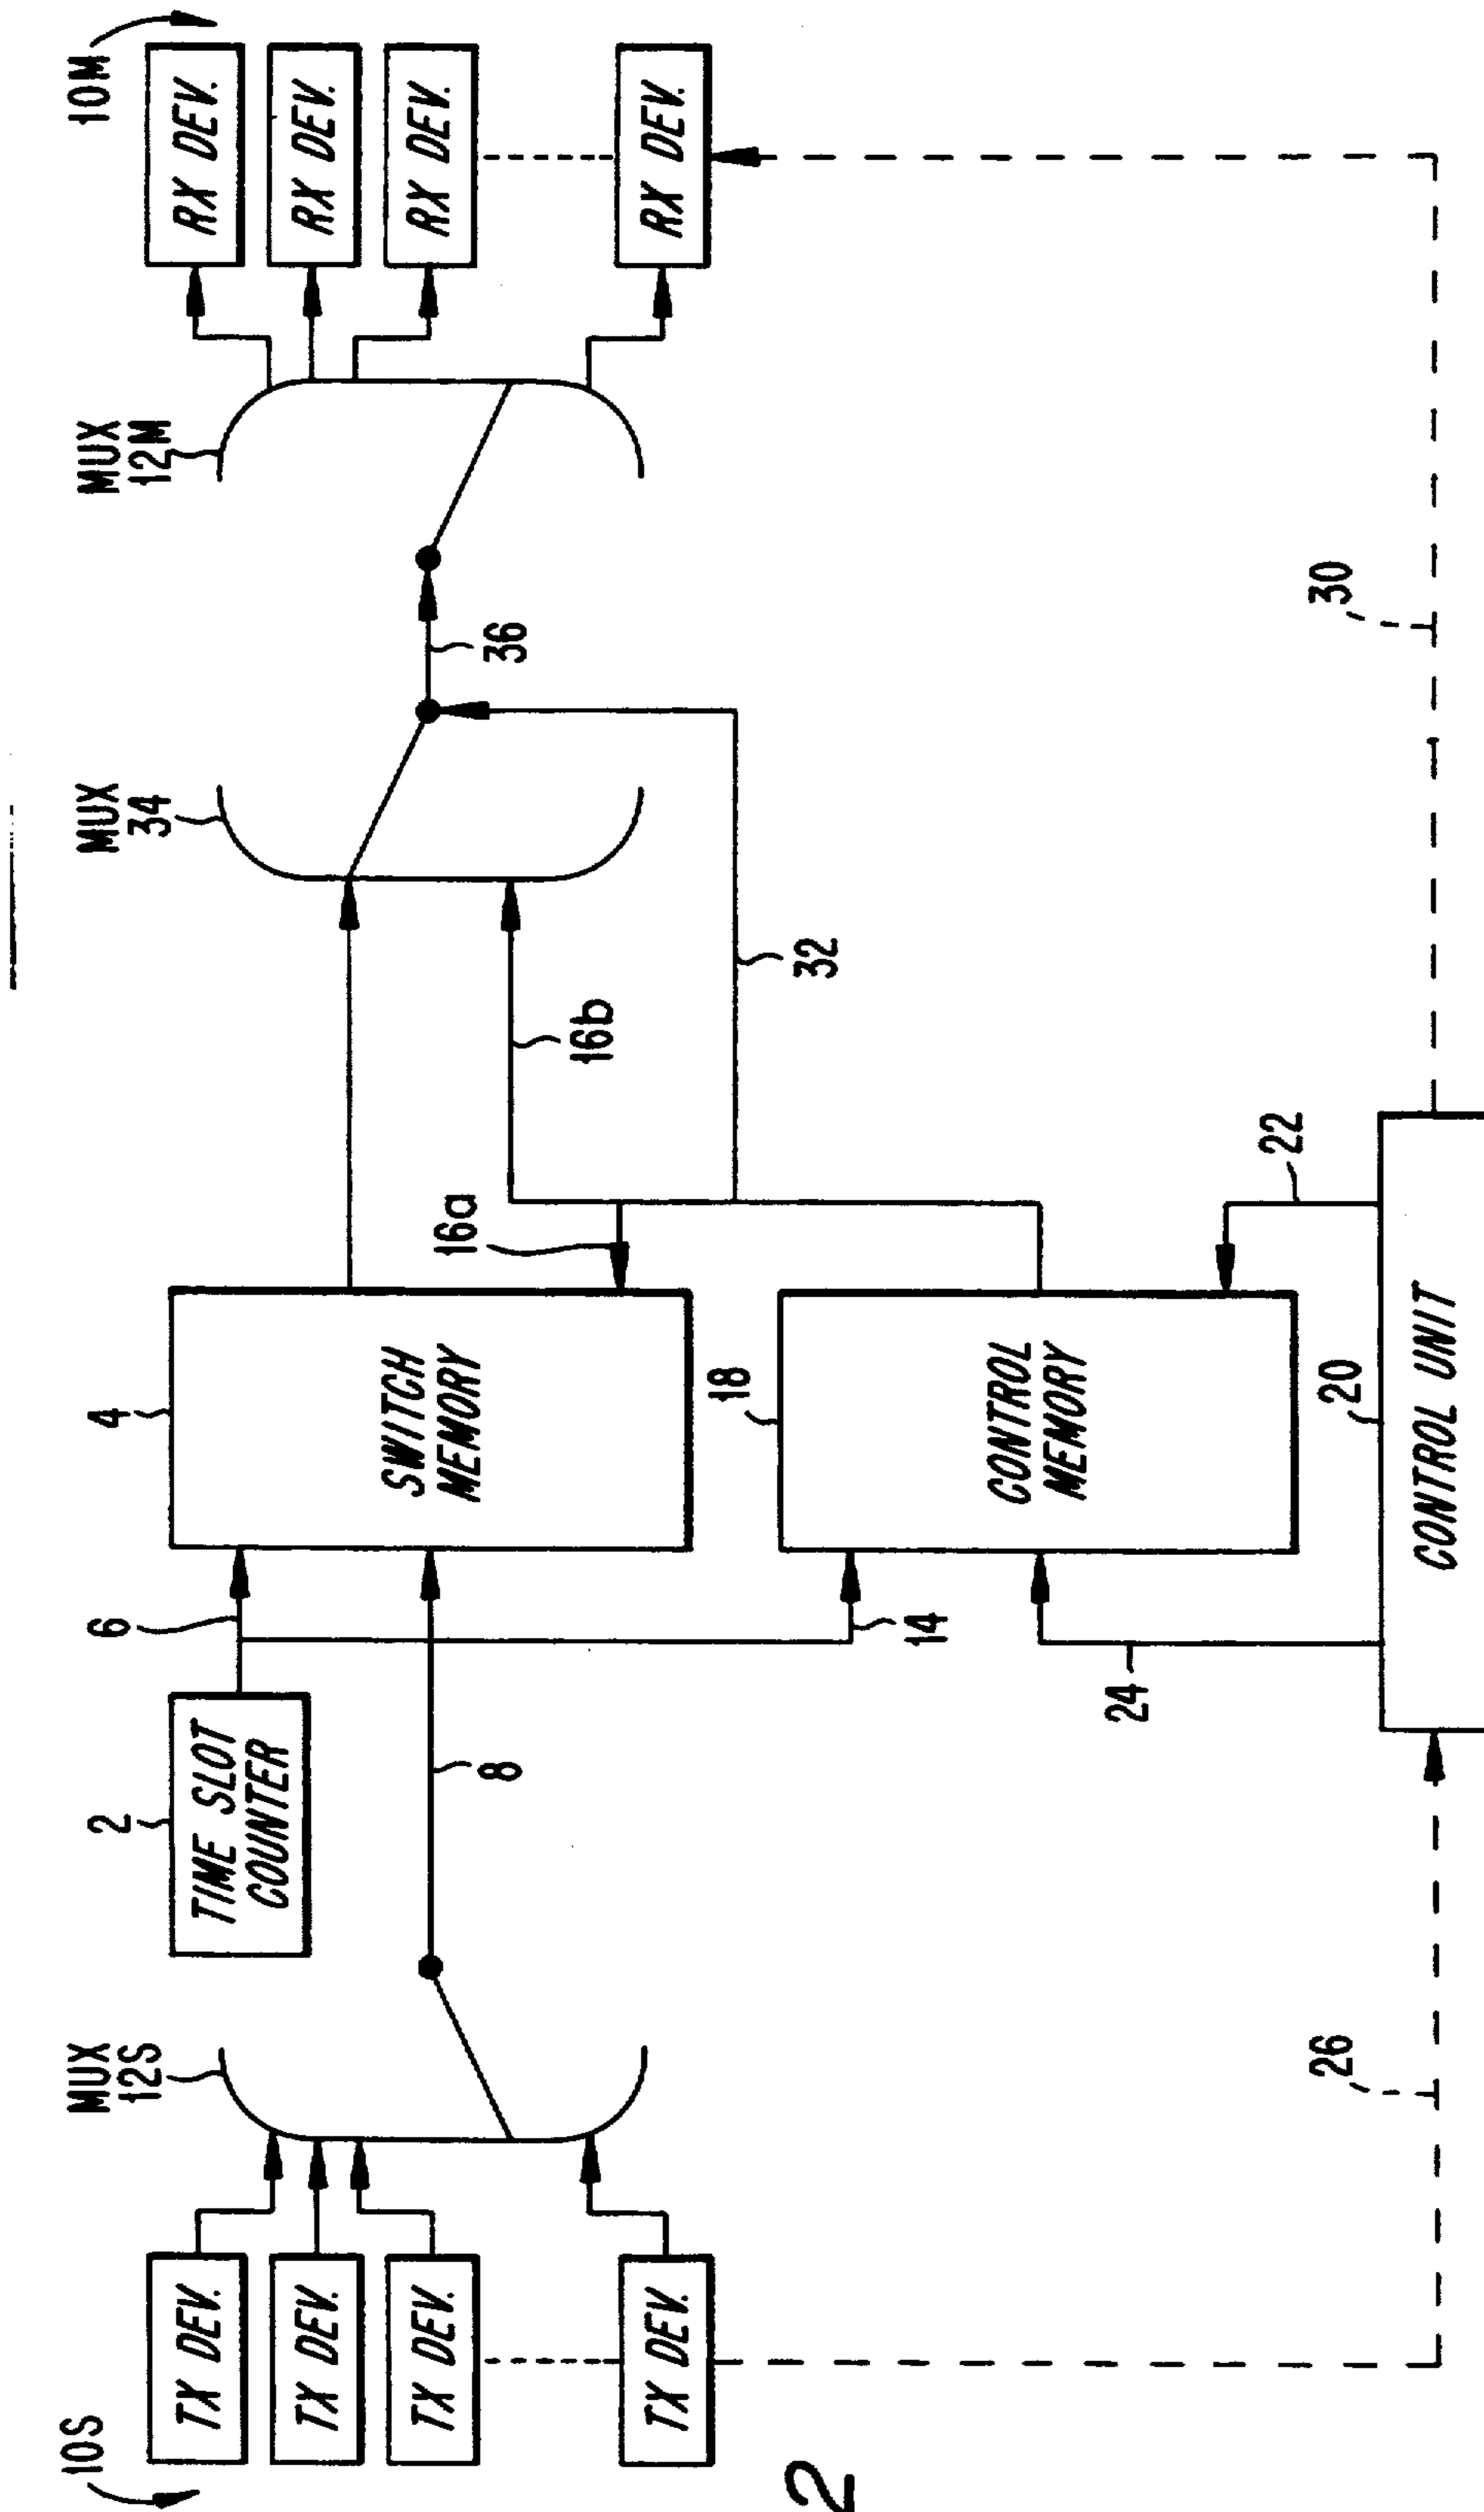 10S
TX DEV.
TX DEV.
TX DEV.
TX DEV.
MUX
12S
2
TIME SLOT
COUNTER
8
6
14
4
SWITCH
MEMORY
18
CONTROL
MEMORY
16a
16b
32
MUX
34
36
MUX
12M
10M
RX DEV.
RX DEV.
RX DEV.
RX DEV.
24
22
20
CONTROL UNIT
26
30
2